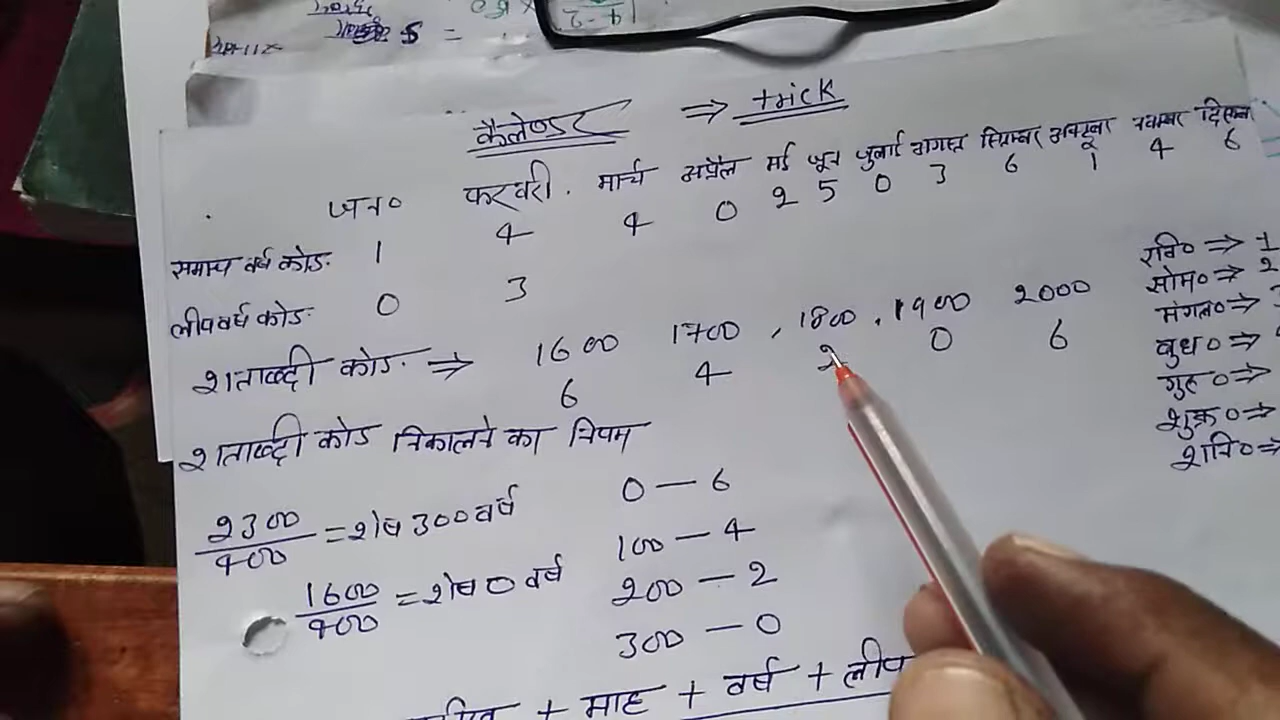 कैलेण्डर ⇒ trick
जन० फरवरी. मार्च अप्रैल मई जून जुलाई अगस्त सितम्बर अक्टूबर नवम्बर दिसम्बर
समान्य वर्ष कोड: 1 4 4 0 2 5 0 3 6 1 4 6
लीपवर्ष कोड: 0 3
शताब्दी कोड. ⇒ 1600 1700 , 1800 , 1900 2000
6 4 2 0 6
रवि० ⇒ 1
सोम० ⇒ 2
मंगल० ⇒
बुध० ⇒
गुरु० ⇒
शुक्र० ⇒
शनि० ⇒
शताब्दी कोड निकालने का नियम
2300/400 = शेष 300 वर्ष
1600/400 = शेष 0 वर्ष
0 — 6
100 — 4
200 — 2
300 — 0
+ माह + वर्ष + लीप